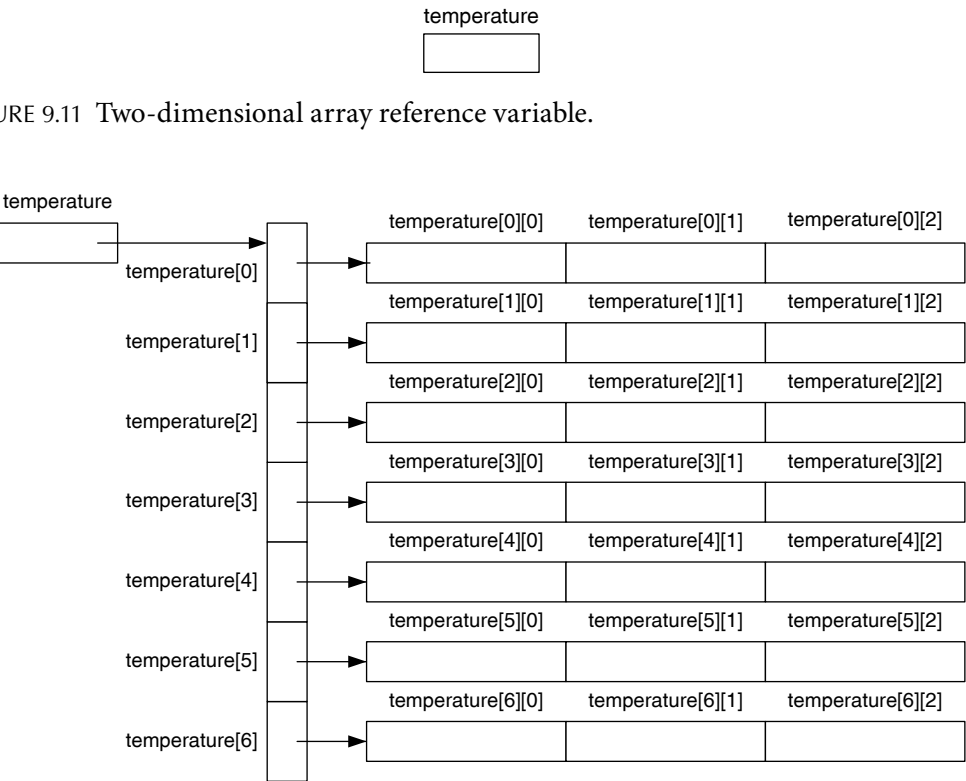 temperature
URE 9.11 Two-dimensional array reference variable.
temperature
temperature[0][0] temperature[0][1] temperature[0][2]
temperature[0]
temperature[1][0] temperature[1][1] temperature[1][2]
temperature[1]
temperature[2][0] temperature[2][1] temperature[2][2]
temperature[2]
temperature[3][0] temperature[3][1] temperature[3][2]
temperature[3]
temperature[4][0] temperature[4][1] temperature[4][2]
temperature[4]
temperature[5][0] temperature[5][1] temperature[5][2]
temperature[5]
temperature[6][0] temperature[6][1] temperature[6][2]
temperature[6]